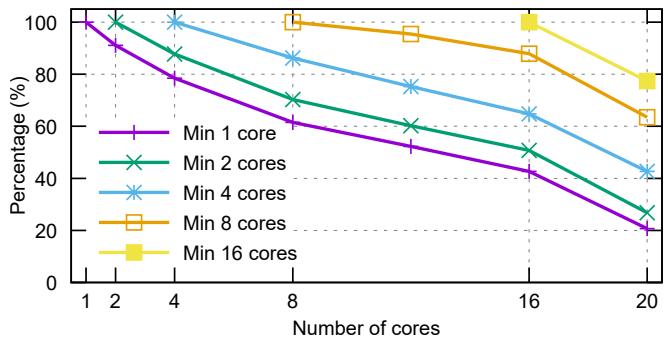 100
80
60
40
20
0
Percentage (%)
Min 1 core
Min 2 cores
Min 4 cores
Min 8 cores
Min 16 cores
1 2 4 8 16 20
Number of cores